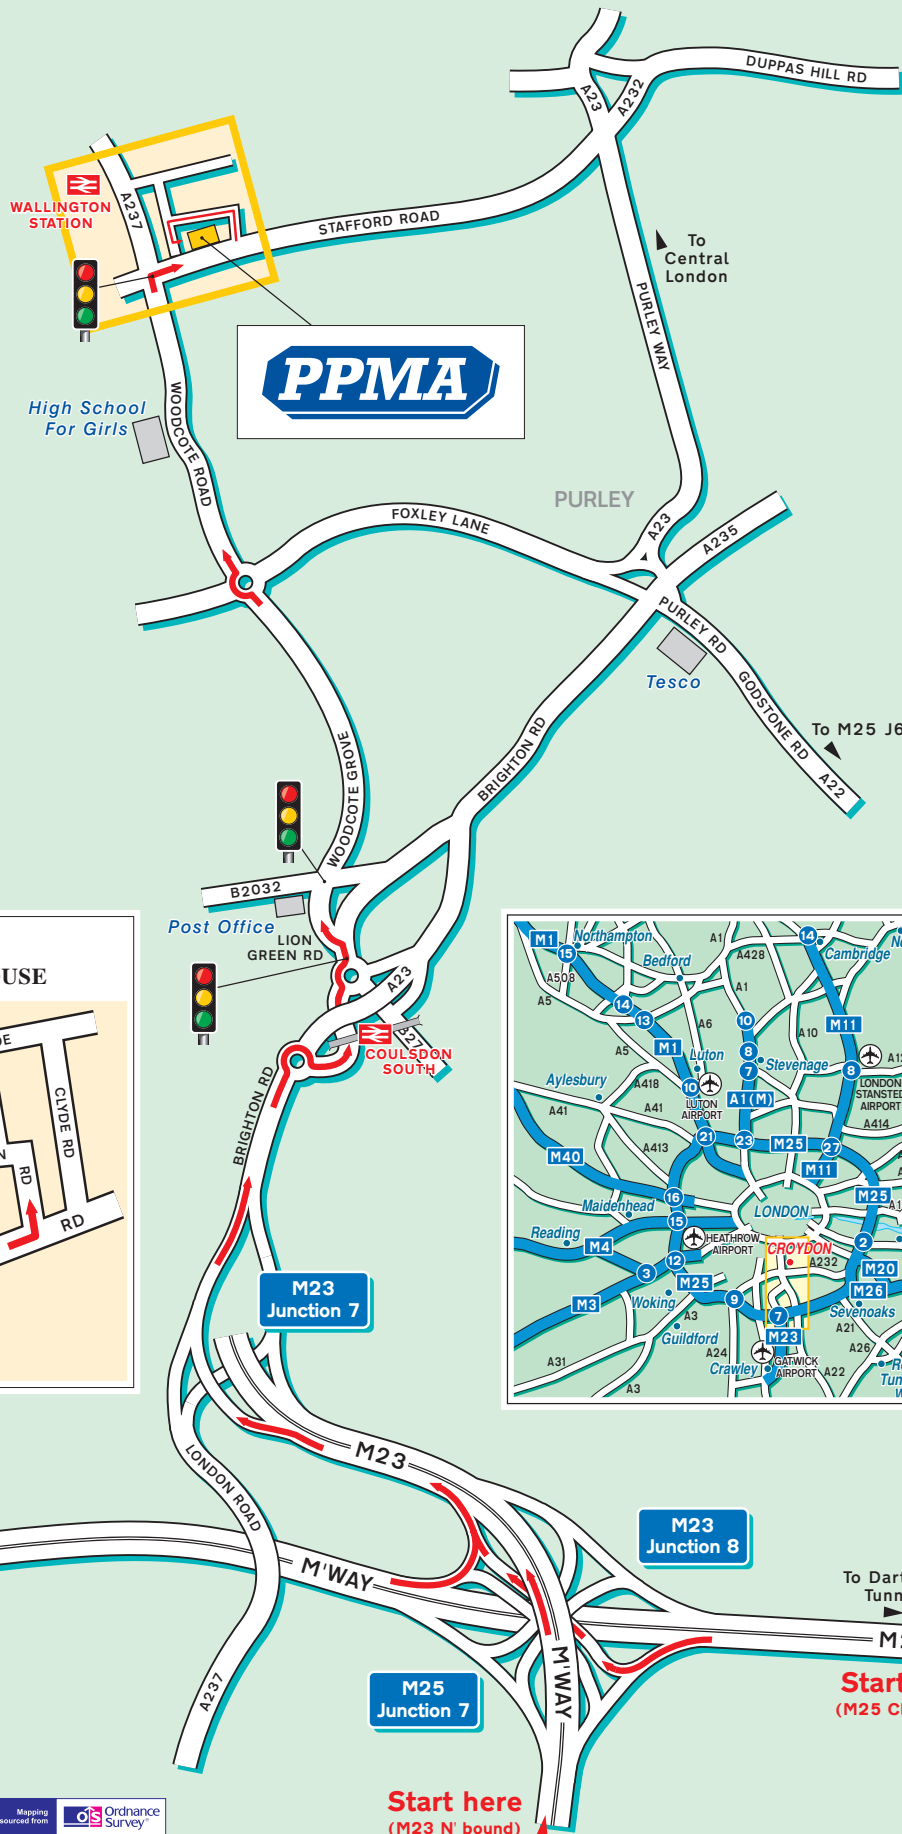 DUPPAS HILL RD
A23
A232
WALLINGTON
STATION
A237
STAFFORD ROAD
To
Central
London
PURLEY WAY
PPMA
High School
For Girls
WOODCOTE ROAD
PURLEY
FOXLEY LANE
A23
A235
PURLEY RD
Tesco
GODSTONE RD
To M25 J6
A22
BRIGHTON RD
WOODCOTE GROVE
B2032
Post Office
LION
GREEN RD
A23
COULSDON
SOUTH
BRIGHTON RD
USE
CLYDE RD
RD
RD
M23
Junction 7
M23
LONDON ROAD
M'WAY
M23
Junction 8
To Dart
Tunn
M'WAY
M25
Junction 7
A237
Start
(M25 Cl
Start here
(M23 N' bound)
Mapping
sourced from
Ordnance
Survey
M1
15
Northampton
A1
14
Cambridge
A428
Bedford
A508
A5
A1
14
13
10
A6
A10
M11
M1
A5
Luton
8
7
Stevenage
8
LONDON
STANSTED
AIRPORT
Aylesbury
A418
10
LUTON
AIRPORT
A1(M)
A41
A41
A414
A413
21
23
M25
27
M40
M11
16
M25
Maidenhead
LONDON
15
Reading
M4
HEATHROW
AIRPORT
CROYDON
2
12
A232
3
M25
M20
M3
Woking
9
M26
7
Sevenoaks
A3
M23
A21
Guildford
A24
A26
A31
Crawley
GATWICK
AIRPORT
A22
A3